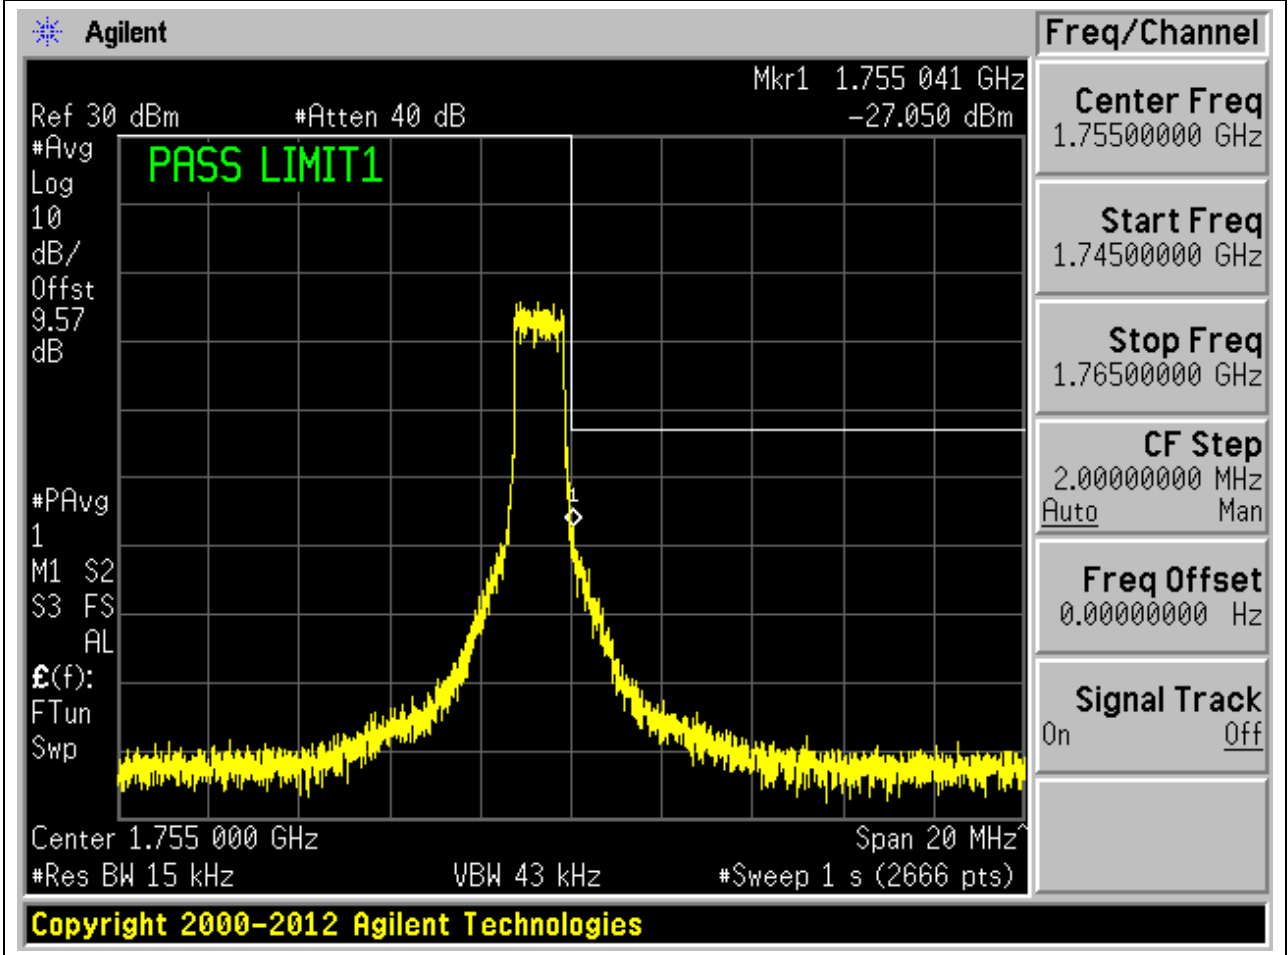 Agilent
Freq/Channel
Mkr1 1.755 041 GHz
Ref 30 dBm #Atten 40 dB -27.050 dBm
#Avg
Log
10
dB/
Offst
9.57
dB
PASS LIMIT1
1
#PAvg
1
M1 S2
S3 FS
AL
£(f):
FTun
Swp
Center 1.755 000 GHz Span 20 MHz^
#Res BW 15 kHz VBW 43 kHz #Sweep 1 s (2666 pts)
Center Freq
1.75500000 GHz
Start Freq
1.74500000 GHz
Stop Freq
1.76500000 GHz
CF Step
2.00000000 MHz
Auto Man
Freq Offset
0.00000000 Hz
Signal Track
On Off
Copyright 2000-2012 Agilent Technologies